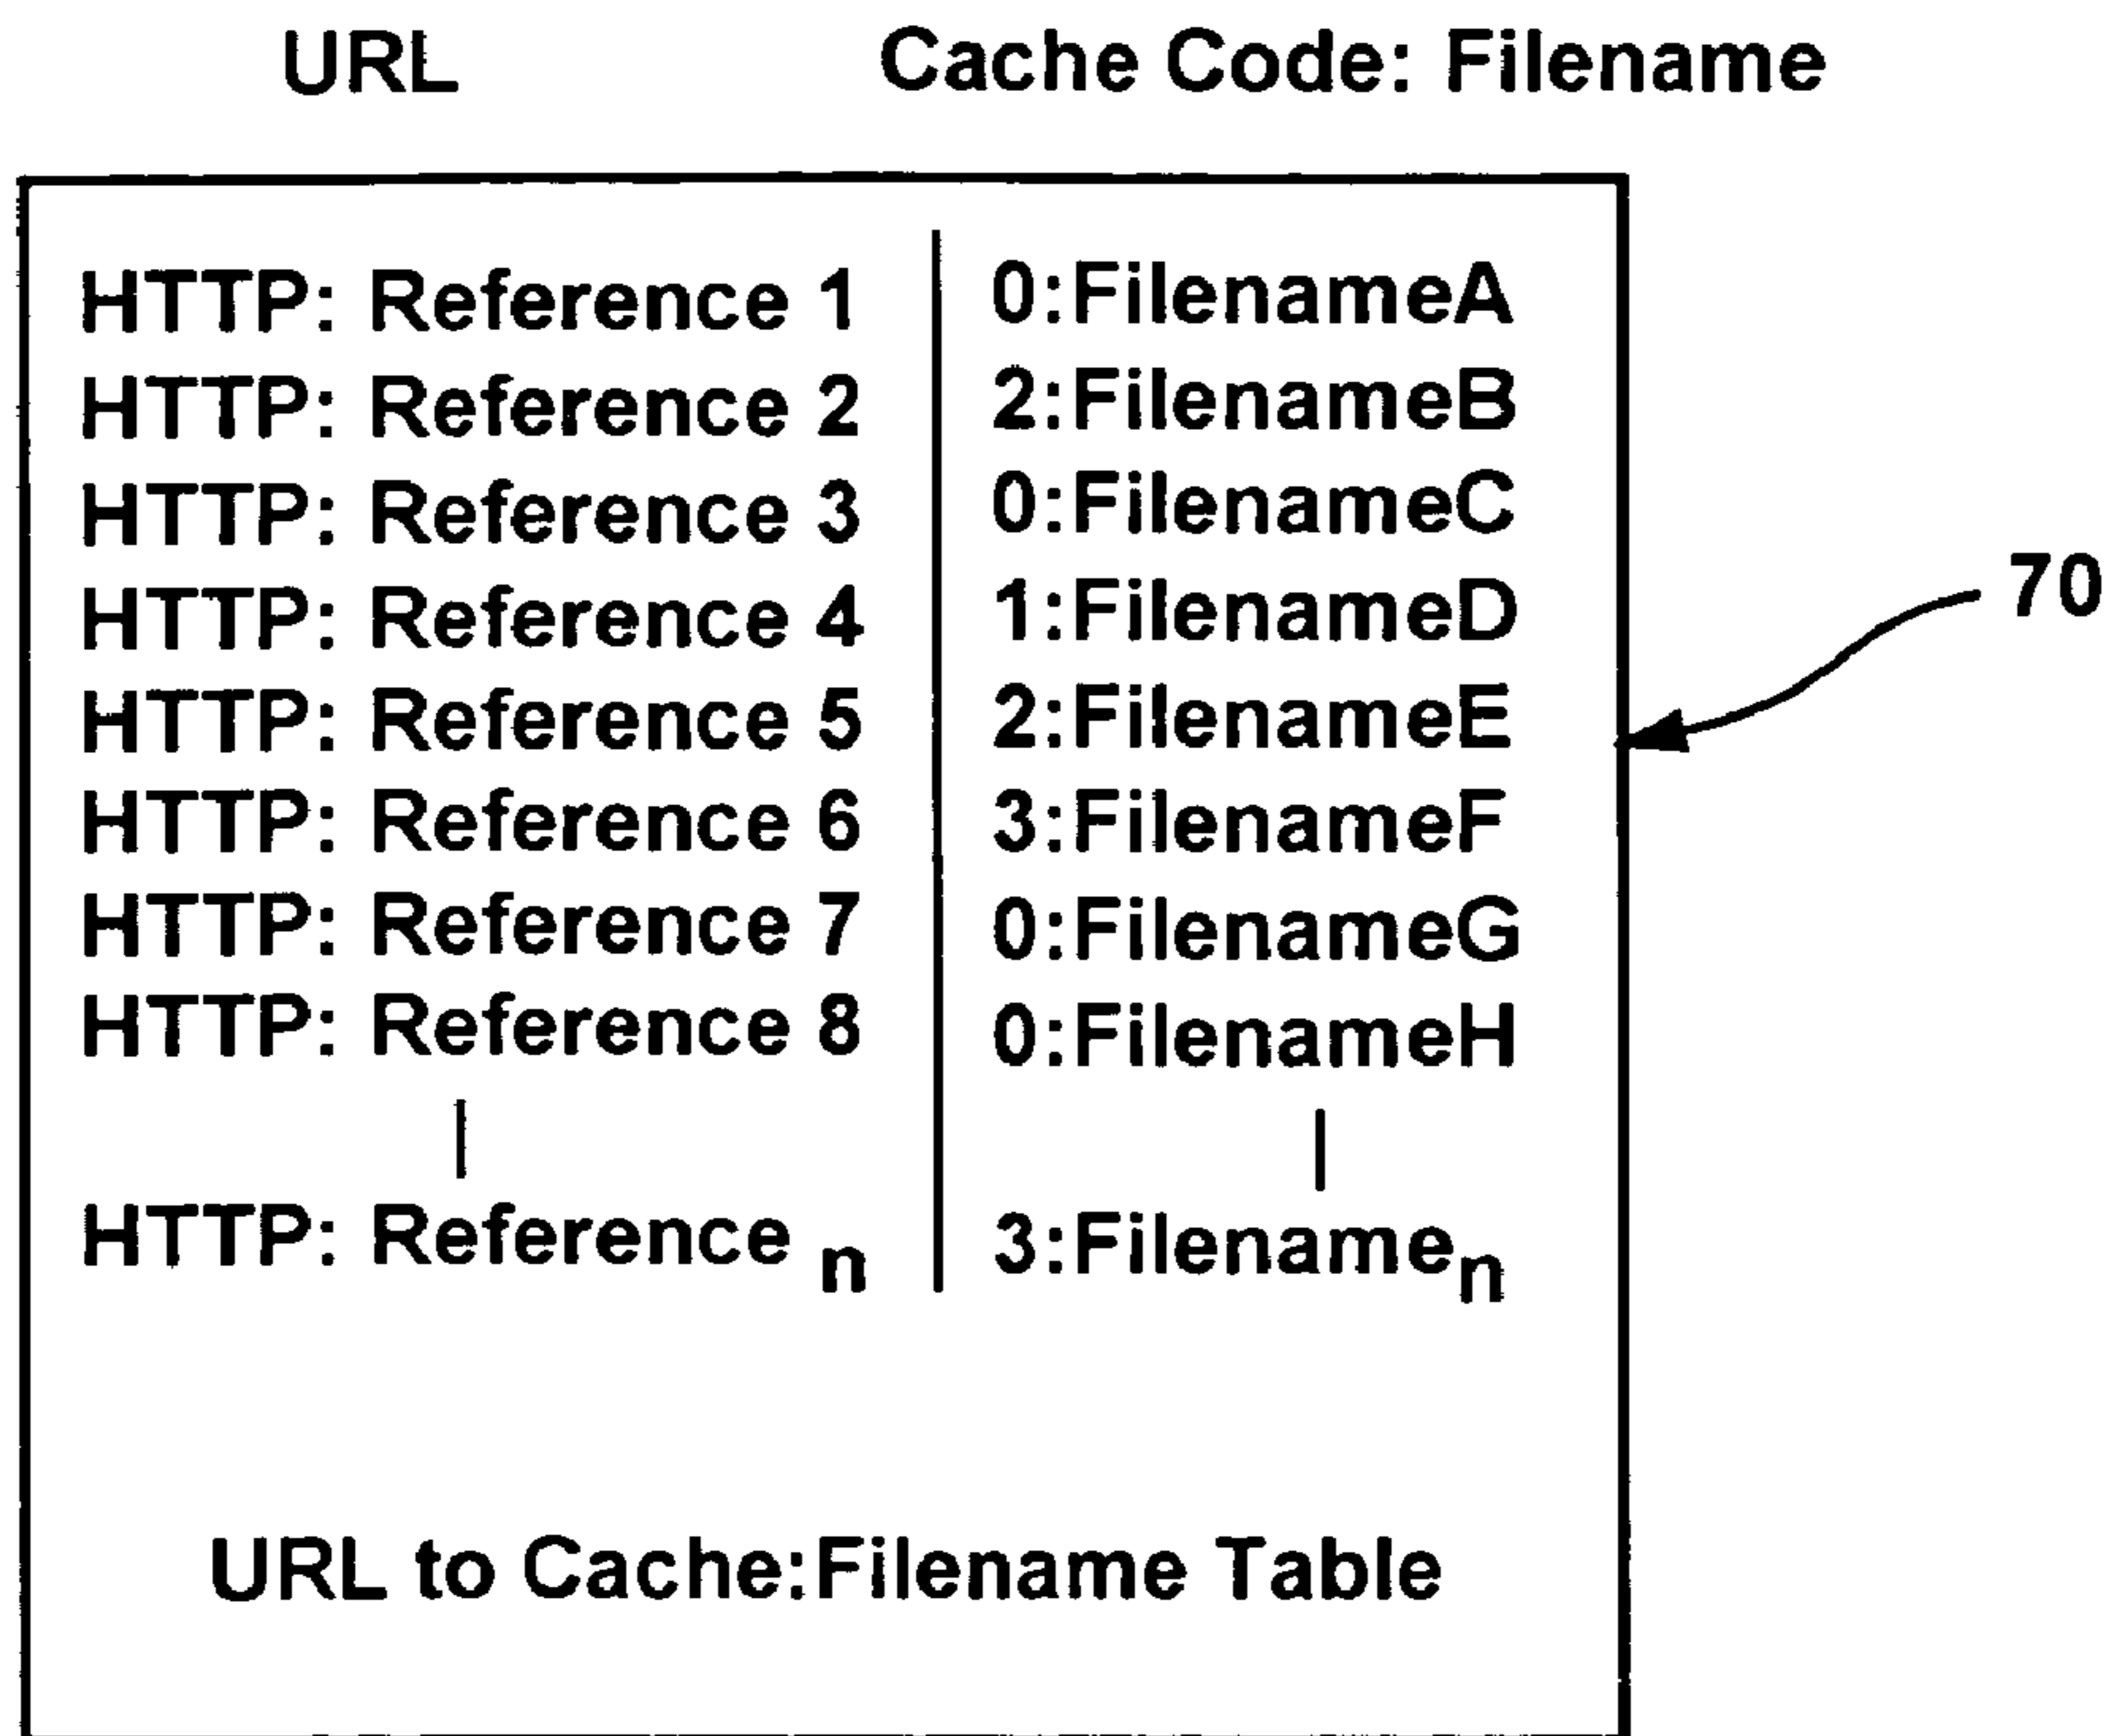 URL Cache Code: Filename
HTTP: Reference 1 0:FilenameA
HTTP: Reference 2 2:FilenameB
HTTP: Reference 3 0:FilenameC
HTTP: Reference 4 1:FilenameD
70
HTTP: Reference 5 2:FilenameE
HTTP: Reference 6 3:FilenameF
HTTP: Reference 7 0:FilenameG
HTTP: Reference 8 0:FilenameH
HTTP: Reference n 3:Filenamen
URL to Cache:Filename Table